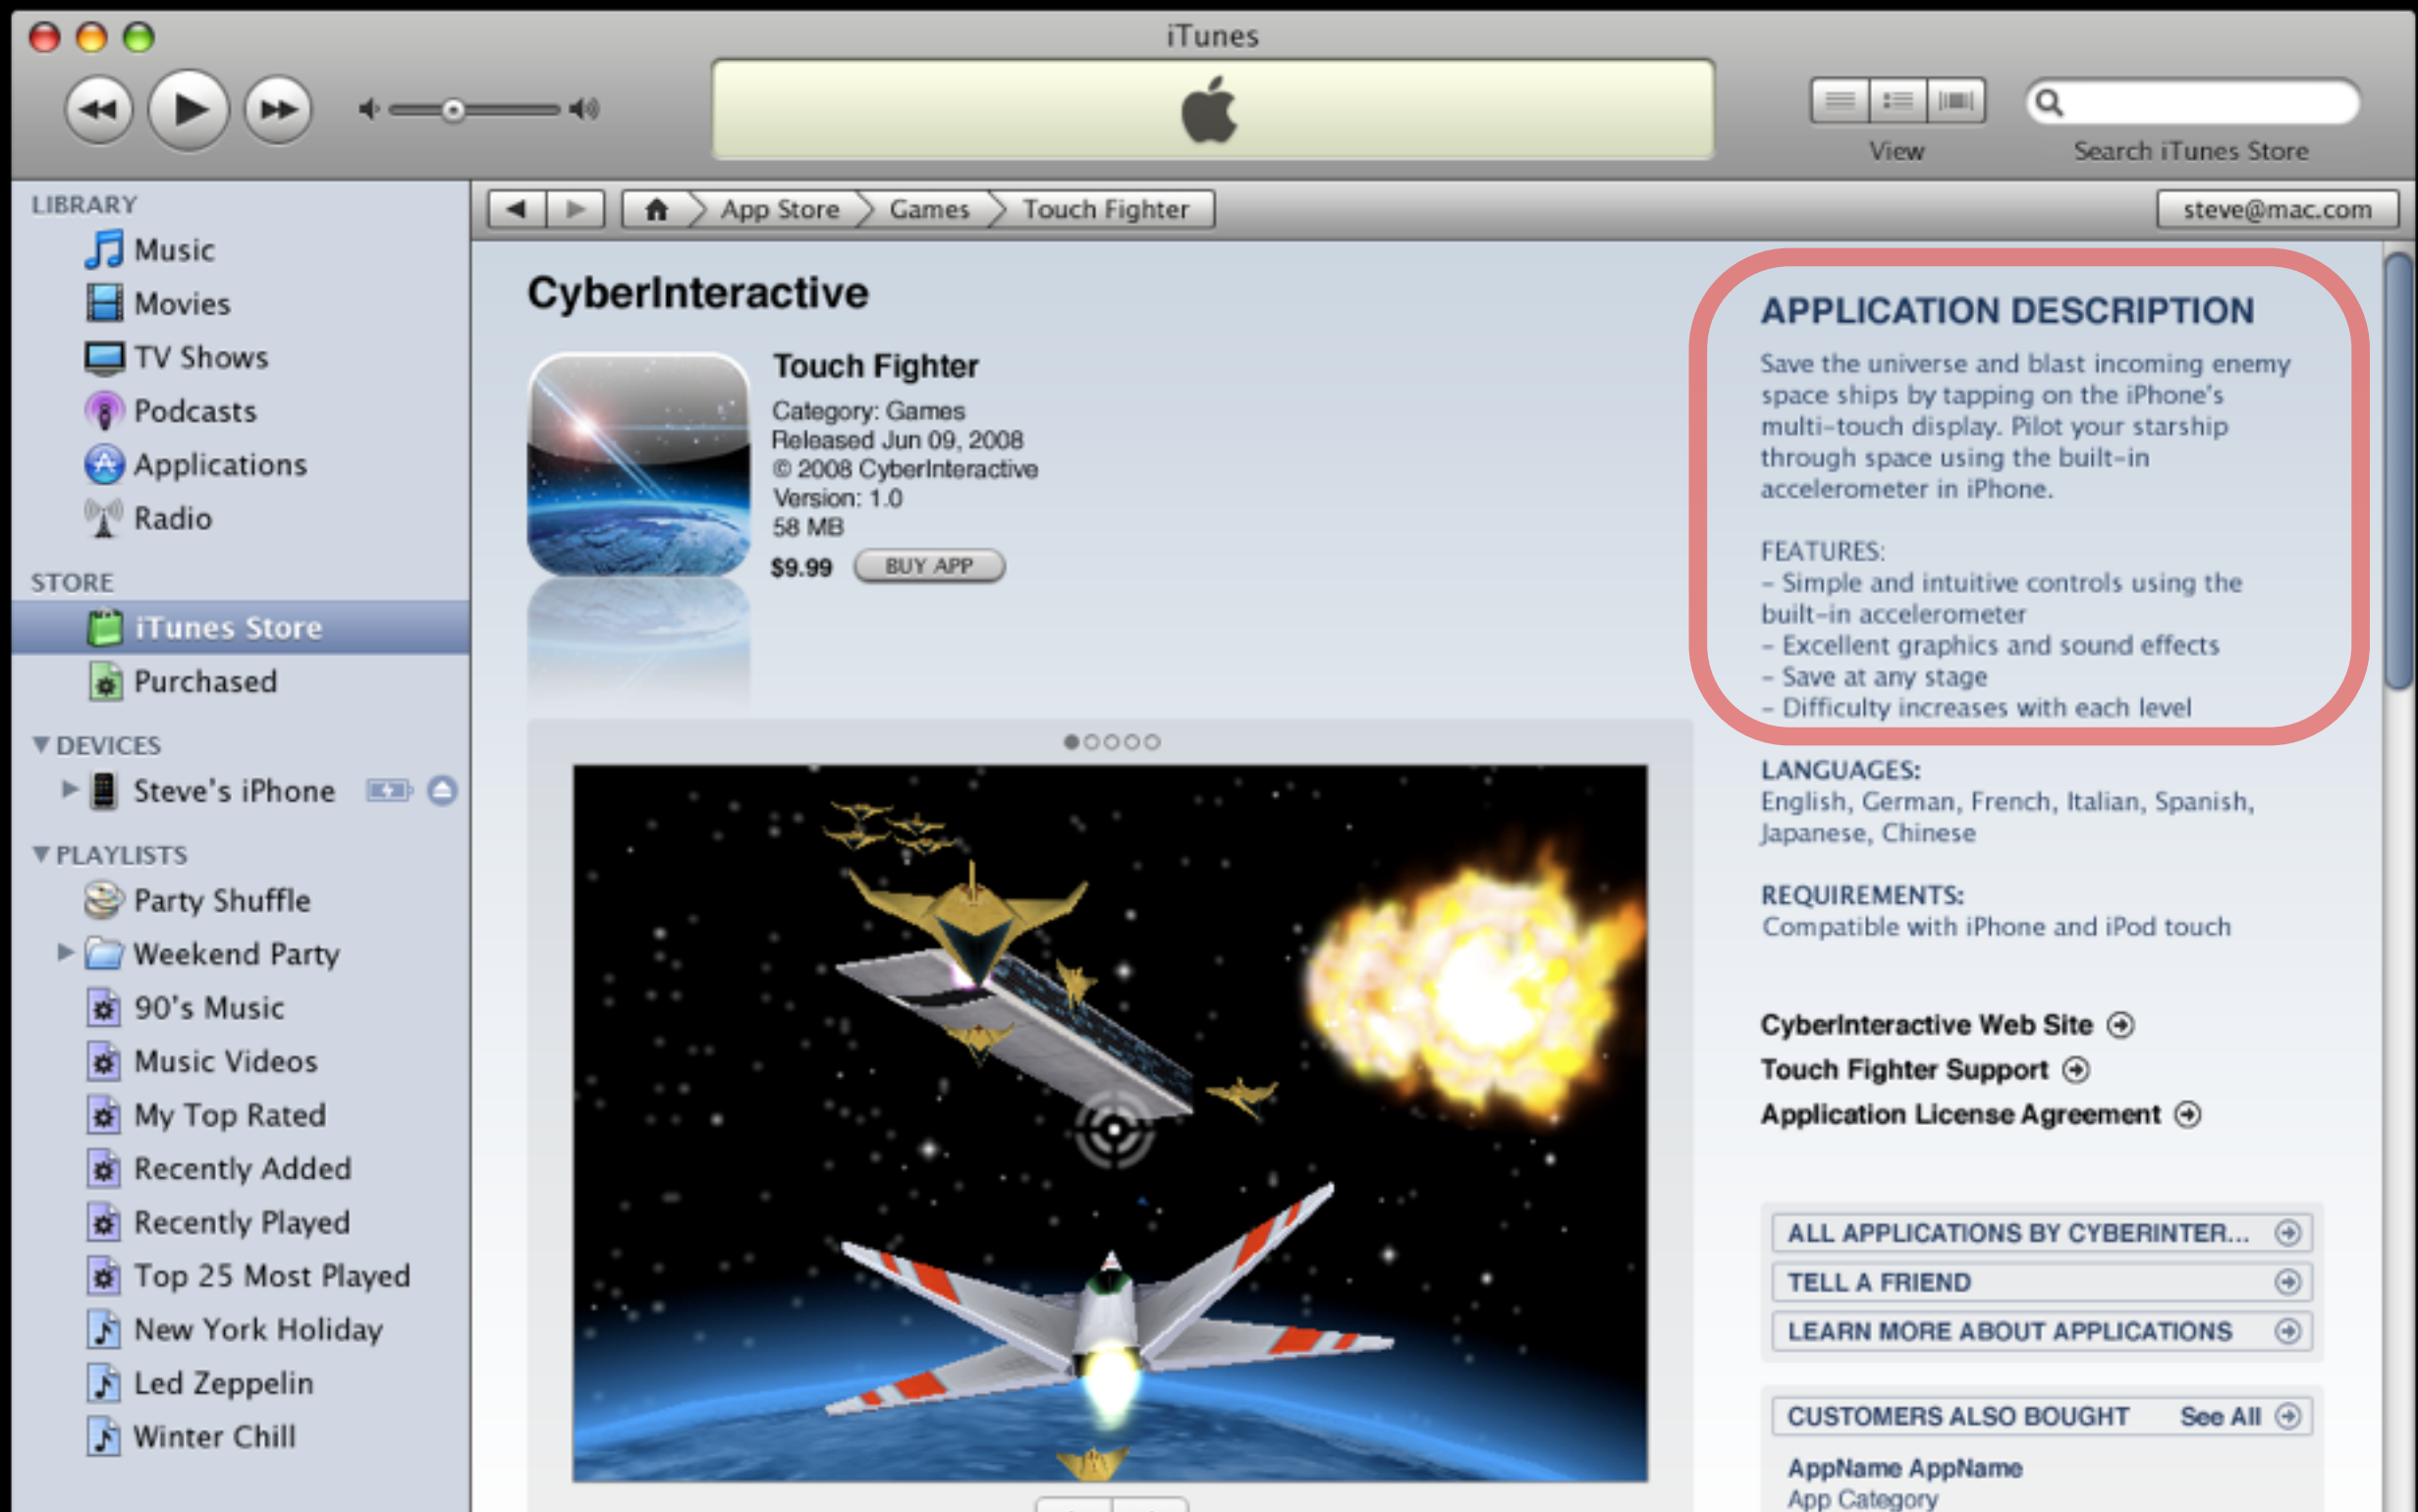 iTunes
View
Search iTunes Store
LIBRARY
Music
Movies
TV Shows
Podcasts
Applications
Radio
STORE
iTunes Store
Purchased
DEVICES
Steve's iPhone
PLAYLISTS
Party Shuffle
Weekend Party
90's Music
Music Videos
My Top Rated
Recently Added
Recently Played
Top 25 Most Played
New York Holiday
Led Zeppelin
Winter Chill
App Store
Games
Touch Fighter
steve@mac.com
CyberInteractive
Touch Fighter
Category: Games
Released Jun 09, 2008
© 2008 CyberInteractive
Version: 1.0
58 MB
$9.99 BUY APP
APPLICATION DESCRIPTION
Save the universe and blast incoming enemy
space ships by tapping on the iPhone's
multi-touch display. Pilot your starship
through space using the built-in
accelerometer in iPhone.
FEATURES:
- Simple and intuitive controls using the
built-in accelerometer
- Excellent graphics and sound effects
- Save at any stage
- Difficulty increases with each level
LANGUAGES:
English, German, French, Italian, Spanish,
Japanese, Chinese
REQUIREMENTS:
Compatible with iPhone and iPod touch
CyberInteractive Web Site
Touch Fighter Support
Application License Agreement
ALL APPLICATIONS BY CYBERINTER...
TELL A FRIEND
LEARN MORE ABOUT APPLICATIONS
CUSTOMERS ALSO BOUGHT See All
AppName AppName
App Category